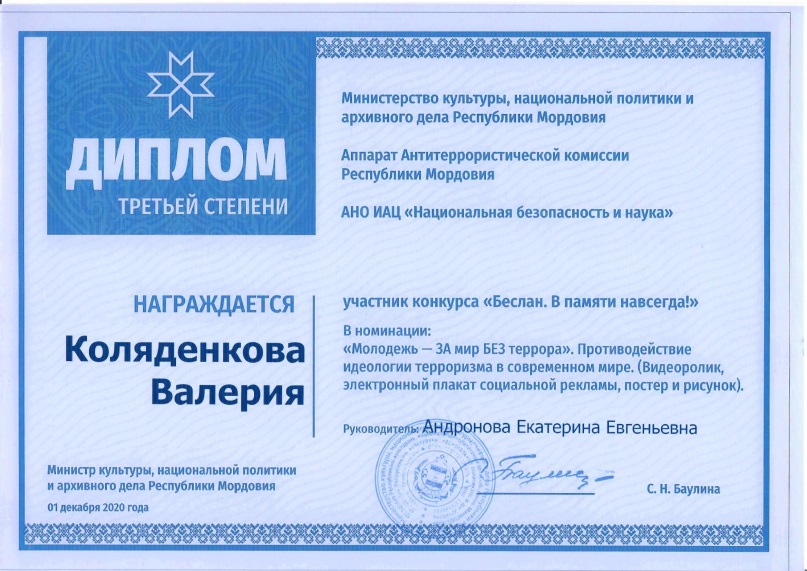 ДИПЛОМ
ТРЕТЬЕЙ СТЕПЕНИ
Министерство культуры, национальной политики и
архивного дела Республики Мордовия
Аппарат Антитеррористической комиссии
Республики Мордовия
АНО ИАЦ «Национальная безопасность и наука»
НАГРАЖДАЕТСЯ
Коляденкова
Валерия
участник конкурса «Беслан. В памяти навсегда!»
В номинации:
«Молодежь — ЗА мир БЕЗ террора». Противодействие
идеологии терроризма в современном мире. (Видеоролик,
электронный плакат социальной рекламы, постер и рисунок).
Руководитель: Андронова Екатерина Евгеньевна
Министр культуры, национальной политики
и архивного дела Республики Мордовия
01 декабря 2020 года
С. Н. Баулина